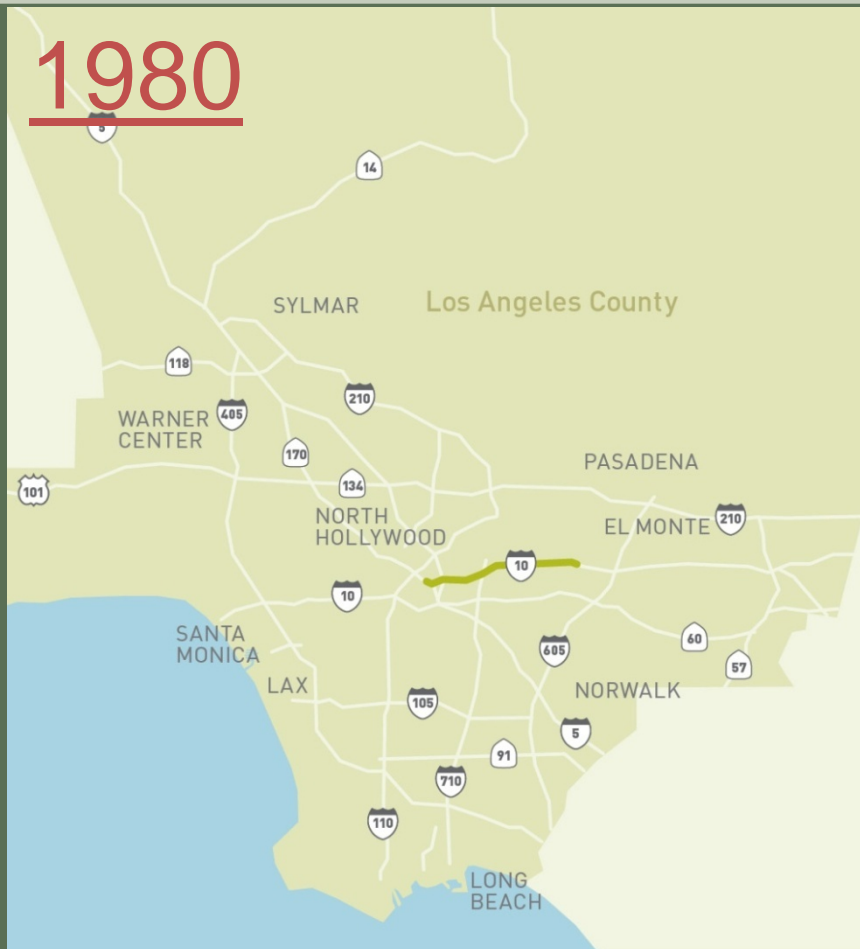 1980
5
14
SYLMAR
Los Angeles County
118
210
WARNER
CENTER
405
170
PASADENA
101
134
NORTH
HOLLYWOOD
EL MONTE
210
10
10
SANTA
MONICA
605
60
57
LAX
NORWALK
105
5
91
710
110
LONG
BEACH